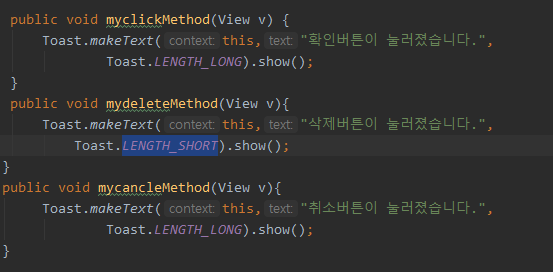 public void myclickMethod(View v) {
Toast.makeText( context: this, text: "확인버튼이 눌러졌습니다.",
Toast.LENGTH_LONG).show();
}
public void mydeleteMethod(View v){
Toast.makeText( context: this, text: "삭제버튼이 눌러졌습니다.",
Toast.LENGTH_SHORT).show();
}
public void mycancleMethod(View v){
Toast.makeText( context: this, text: "취소버튼이 눌러졌습니다.",
Toast.LENGTH_LONG).show();
}